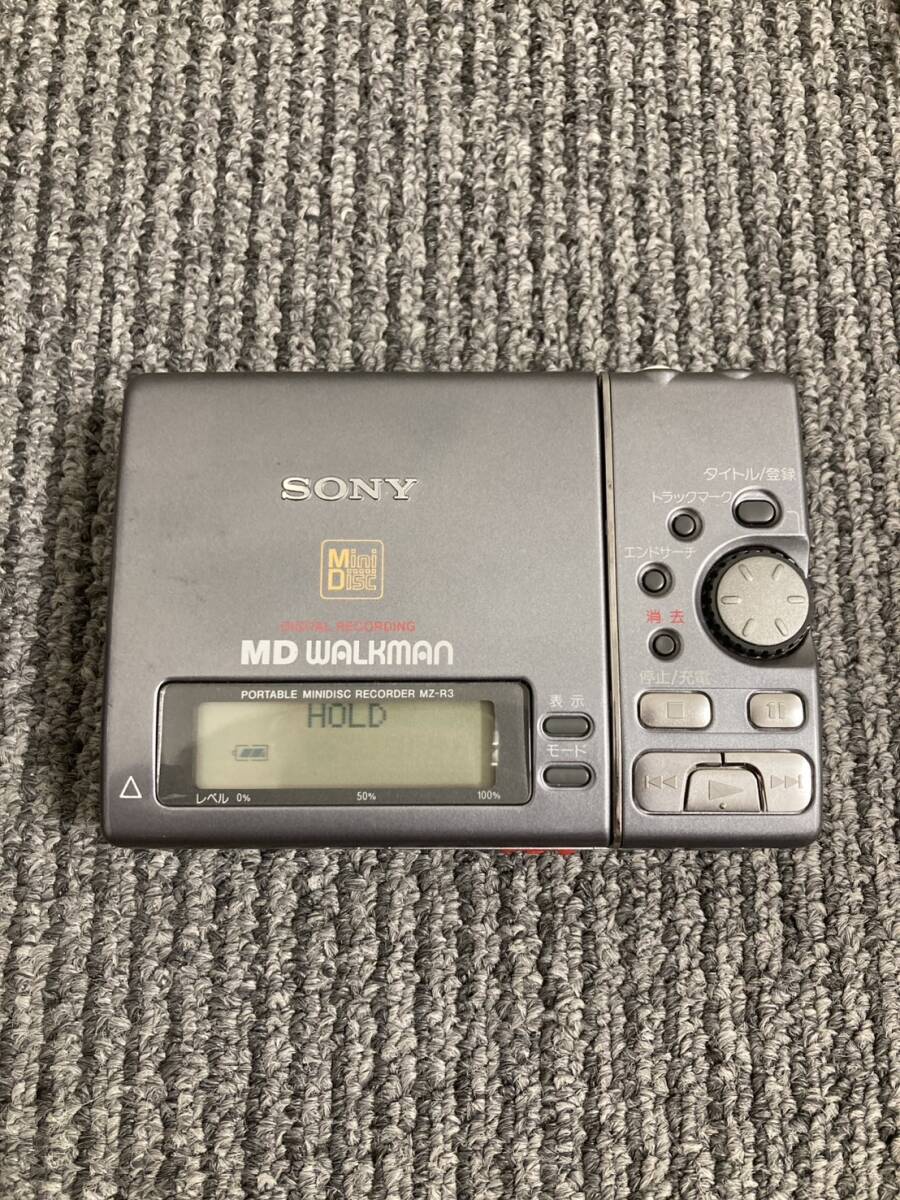 SONY
Mini
Disc
DIGITAL RECORDING
MD WALKMAN
PORTABLE MINIDISC RECORDER MZ-R3
HOLD
レベル 0% 50% 100%
表示
モード
タイトル/登録
トラックマーク
エンドサーチ
消去
停止/充電